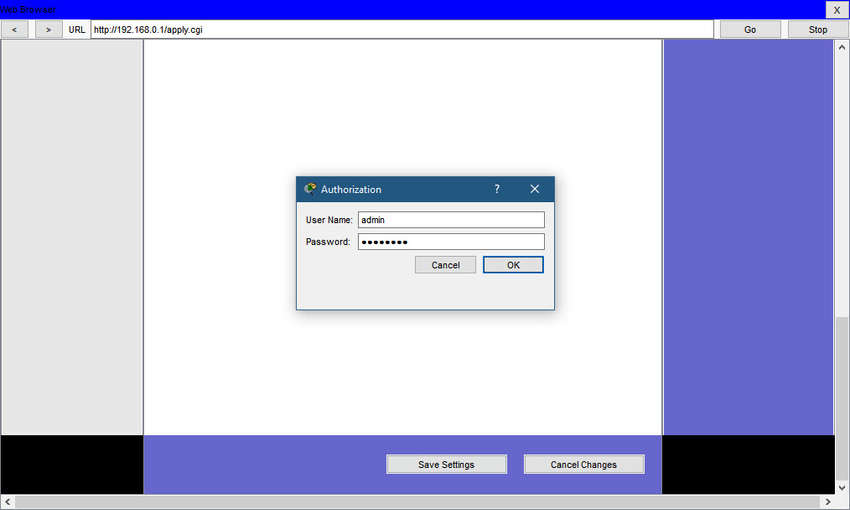 Web Browser
X
< > URL http://192.168.0.1/apply.cgi Go Stop
Authorization ?
User Name: admin
Password: ●●●●●●●●
Cancel OK
Save Settings Cancel Changes